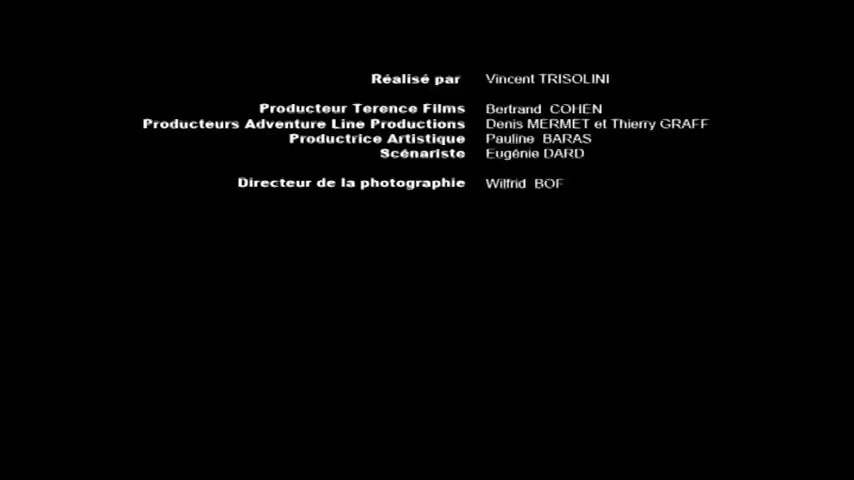 Réalisé par Vincent TRISOLINI
Producteur Terence Films Bertrand COHEN
Producteurs Adventure Line Productions Denis MERMET et Thierry GRAFF
Productrice Artistique Pauline BARAS
Scénariste Eugénie DARD
Directeur de la photographie Wilfrid BOF